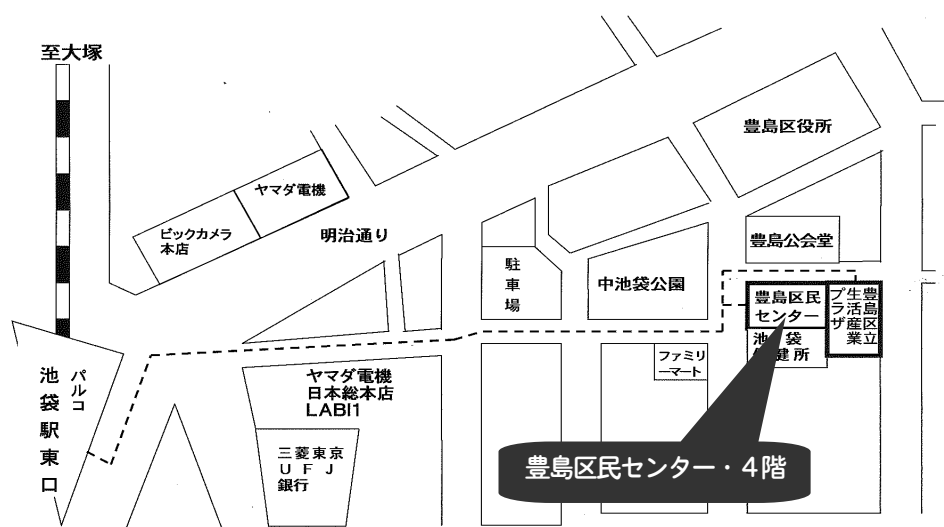 至大塚
豊島区役所
ヤマダ電機
ビックカメラ
本店
明治通り
豊島公会堂
駐車場
中池袋公園
豊島区民
センター
豊島区立
生活産業
プラザ
池袋
健所
ファミリ
ーマート
パルコ
池袋駅東口
ヤマダ電機
日本総本店
LABI1
三菱東京
UFJ
銀行
豊島区民センター・4階